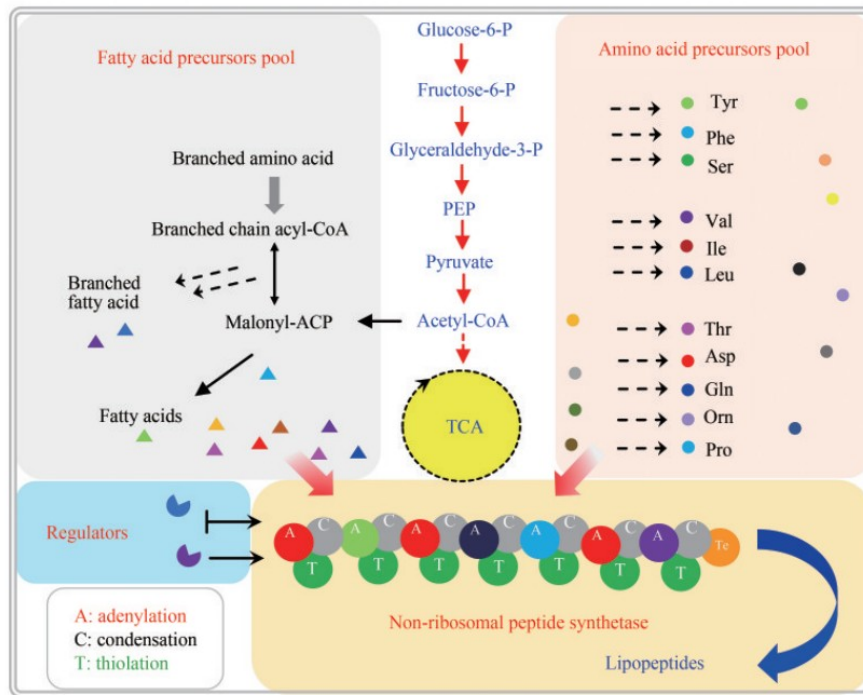 Fatty acid precursors pool
Branched amino acid
Branched chain acyl-CoA
Branched
fatty acid
Malonyl-ACP
Fatty acids
Glucose-6-P
Fructose-6-P
Glyceraldehyde-3-P
PEP
Pyruvate
Acetyl-CoA
TCA
Amino acid precursors pool
Tyr
Phe
Ser
Val
Ile
Leu
Thr
Asp
Gln
Orn
Pro
Regulators
A C A C A C A C A C A C A C Te
T T T T T T T
Non-ribosomal peptide synthetase
Lipopeptides
A: adenylation
C: condensation
T: thiolation